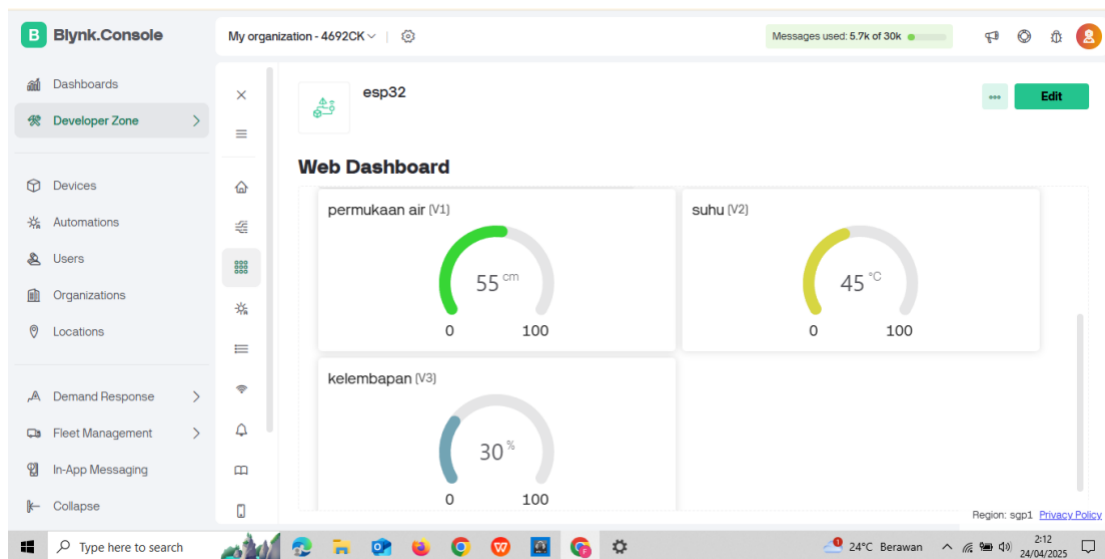 B Blynk.Console
My organization - 4692CK
Messages used: 5.7k of 30k
Dashboards
Developer Zone
Devices
Automations
Users
Organizations
Locations
Demand Response
Fleet Management
In-App Messaging
Collapse
esp32
Edit
Web Dashboard
permukaan air (V1)
55 cm
0 100
suhu (V2)
45 °C
0 100
kelembapan (V3)
30 %
0 100
Region: sgp1 Privacy Policy
Type here to search
24°C Berawan
2:12
24/04/2025